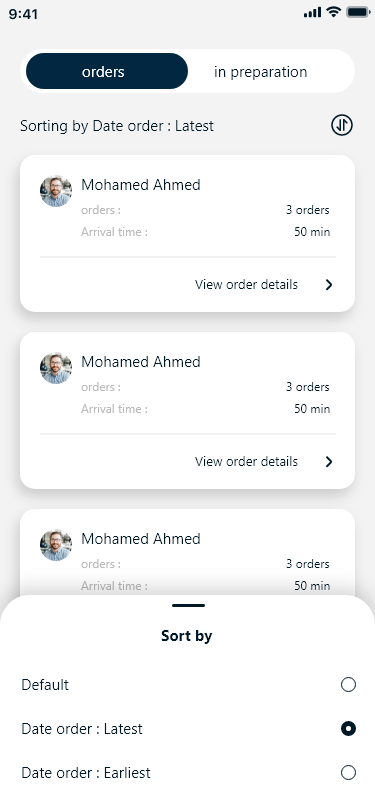 9:41
orders in preparation
Sorting by Date order : Latest
Mohamed Ahmed
orders : 3 orders
Arrival time : 50 min
View order details
Mohamed Ahmed
orders : 3 orders
Arrival time : 50 min
View order details
Mohamed Ahmed
orders : 3 orders
Arrival time : 50 min
Sort by
Default
Date order : Latest
Date order : Earliest